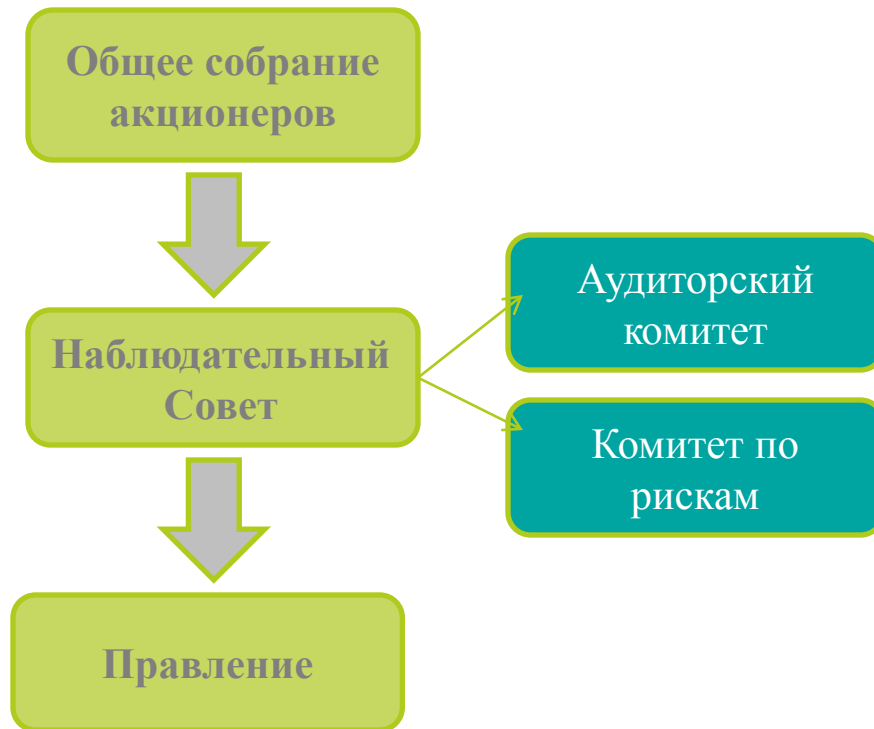 Общее собрание
акционеров
Наблюдательный
Совет
Аудиторский
комитет
Комитет по
рискам
Правление